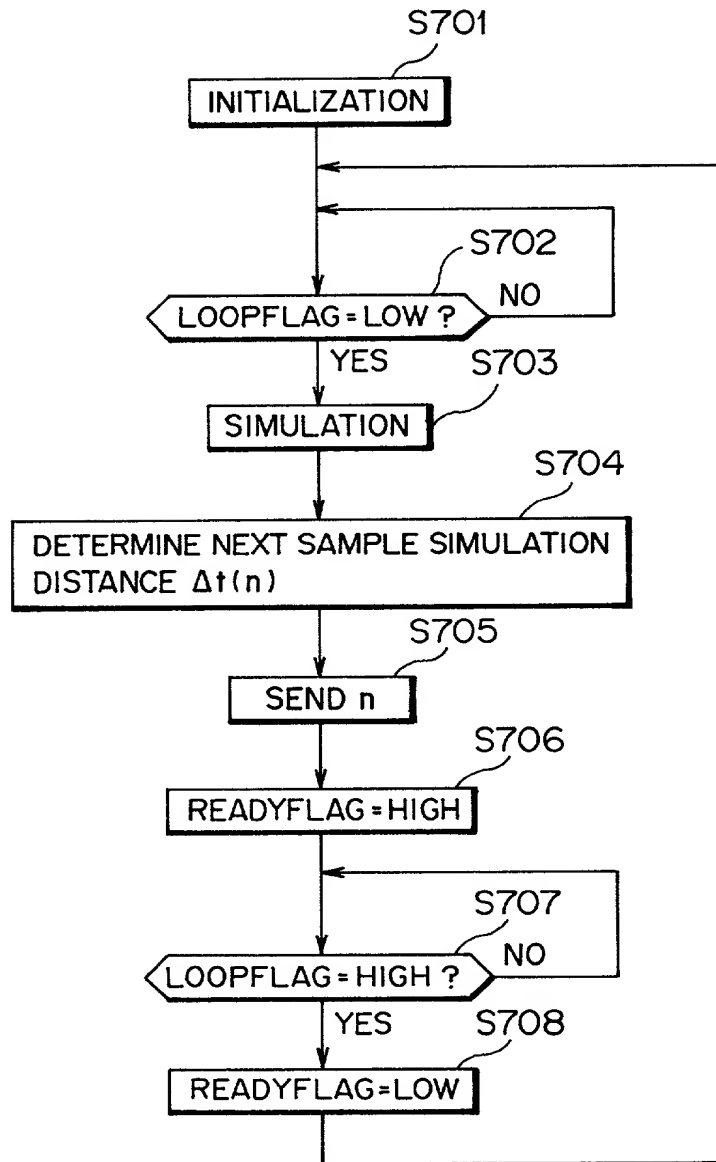 S701
INITIALIZATION
S702
LOOPFLAG=LOW ?
NO
YES
S703
SIMULATION
S704
DETERMINE NEXT SAMPLE SIMULATION
DISTANCE Δt(n)
S705
SEND n
S706
READYFLAG=HIGH
S707
LOOPFLAG=HIGH ?
NO
YES
S708
READYFLAG=LOW